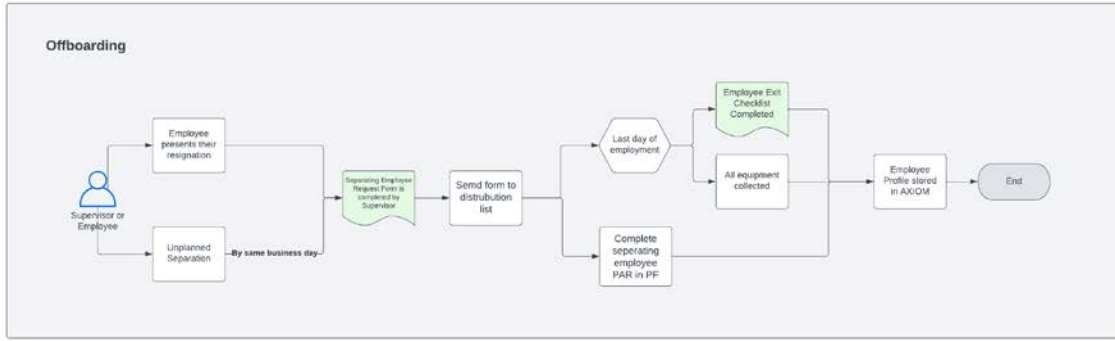 Offboarding
Employee
presents their
resignation
Supervisor or
Employee
Unplanned
Separation
By same business day
Separating Employee
Request Form is
completed by
Supervisor
Semd form to
distrubution
list
Last day of
employment
Employee Exit
Checklist
Completed
All equipment
collected
Complete
seperating
employee
PAR in PF
Employee
Profile stored
in AXIOM
End